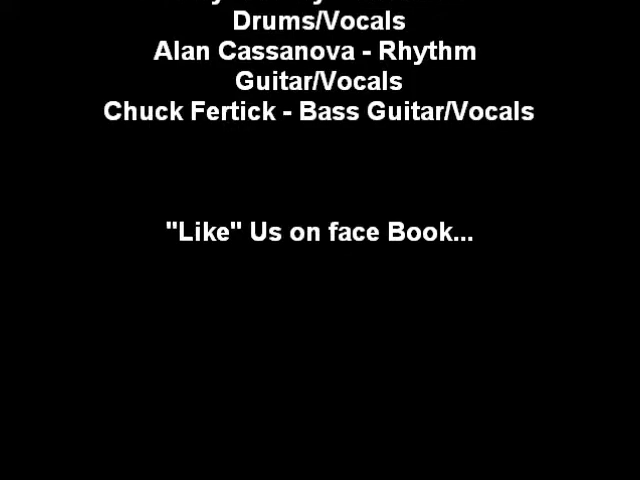 Drums/Vocals
Alan Cassanova - Rhythm
Guitar/Vocals
Chuck Fertick - Bass Guitar/Vocals
"Like" Us on face Book...